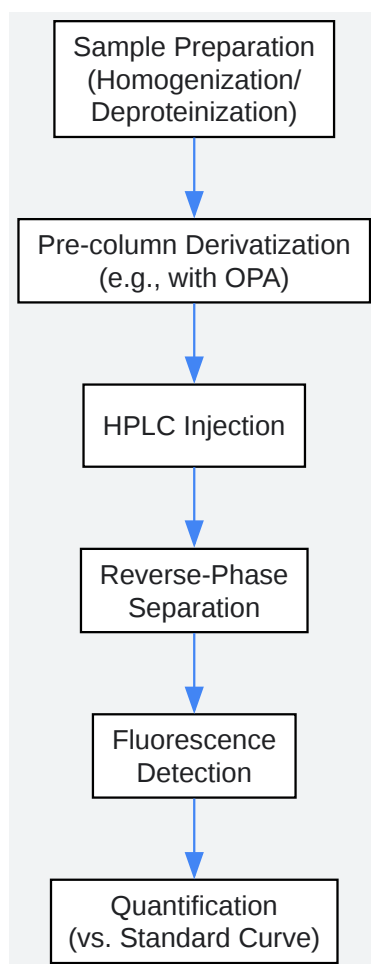 Sample Preparation
(Homogenization/
Deproteinization)
Pre-column Derivatization
(e.g., with OPA)
HPLC Injection
Reverse-Phase
Separation
Fluorescence
Detection
Quantification
(vs. Standard Curve)